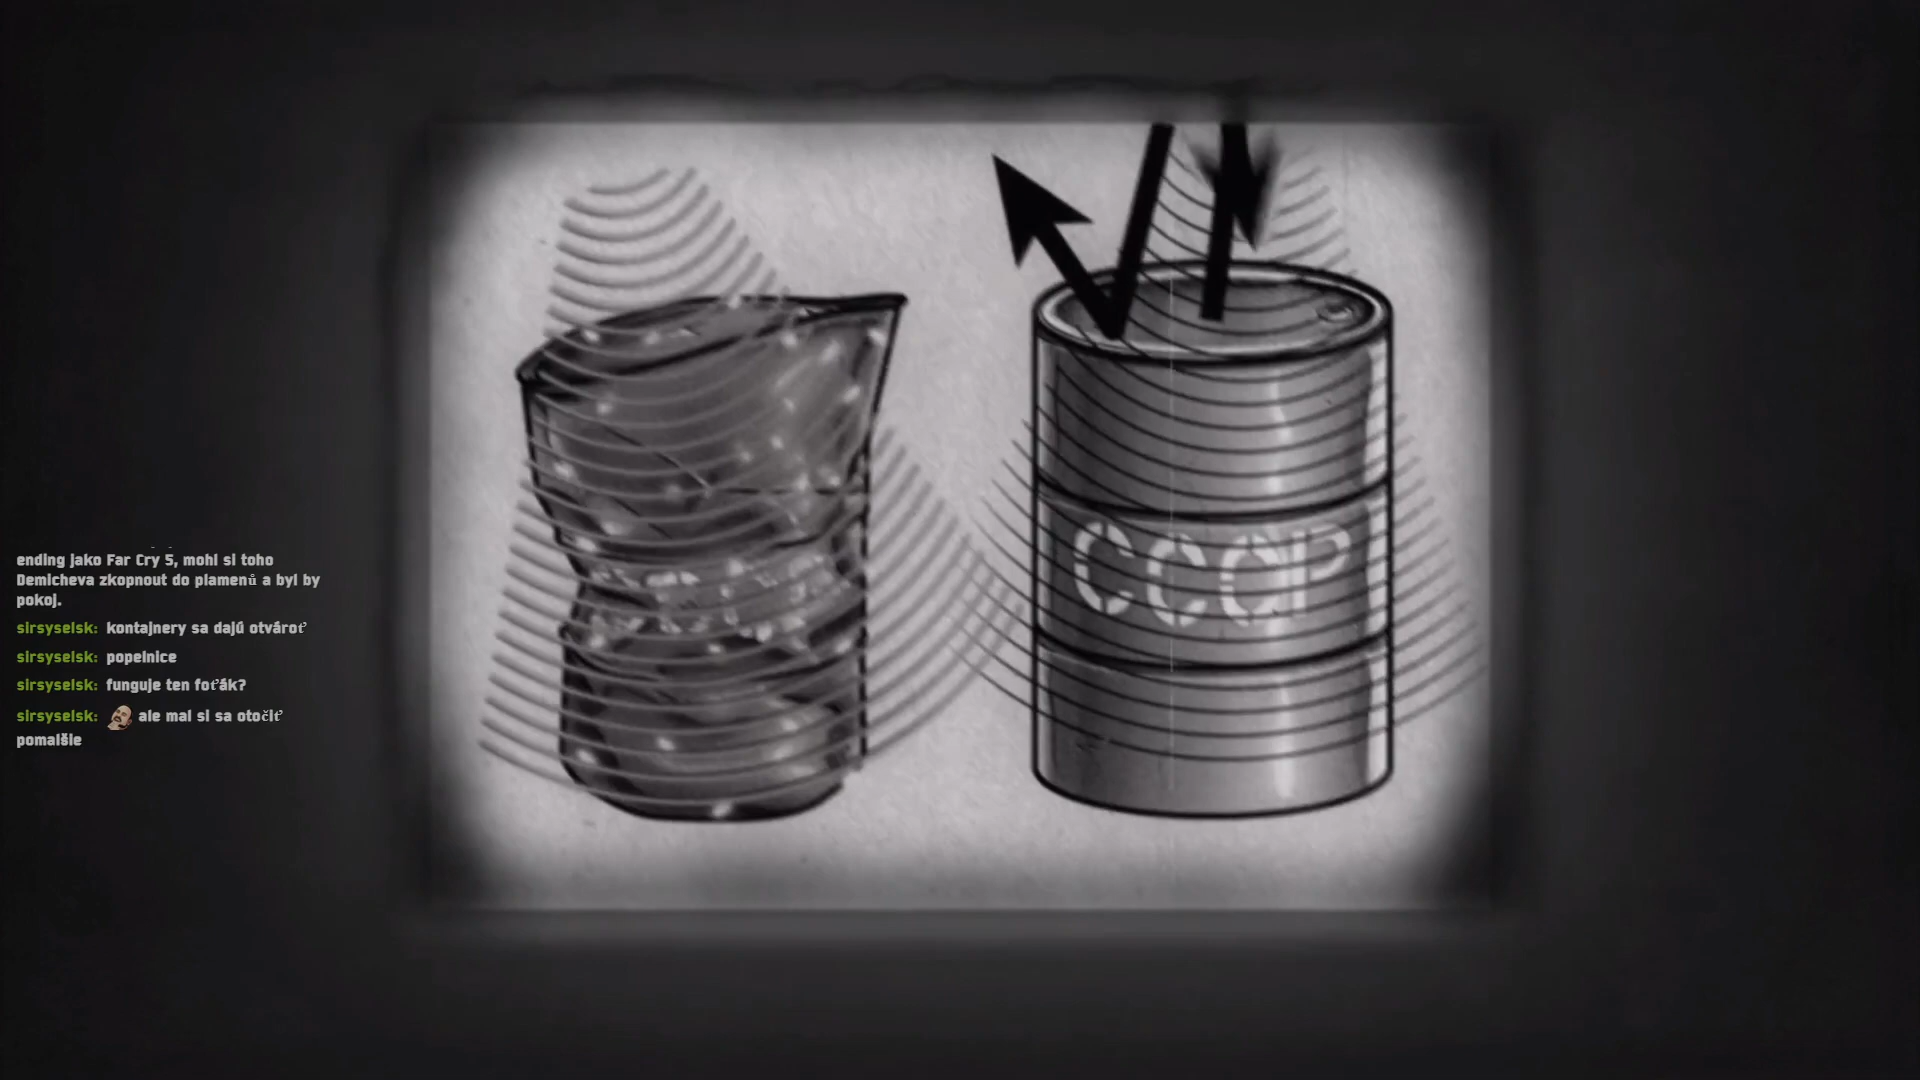 ending jako Far Cry 5, mohl si toho
Demicheva zkopnout do plamenů a byl by
pokoj.
sirsyselsk: kontajnery sa dajú otvároť
sirsyselsk: popelnice
sirsyselsk: funguje ten foťák?
sirsyselsk: ale mal si sa otočiť
pomalšie
CCCP